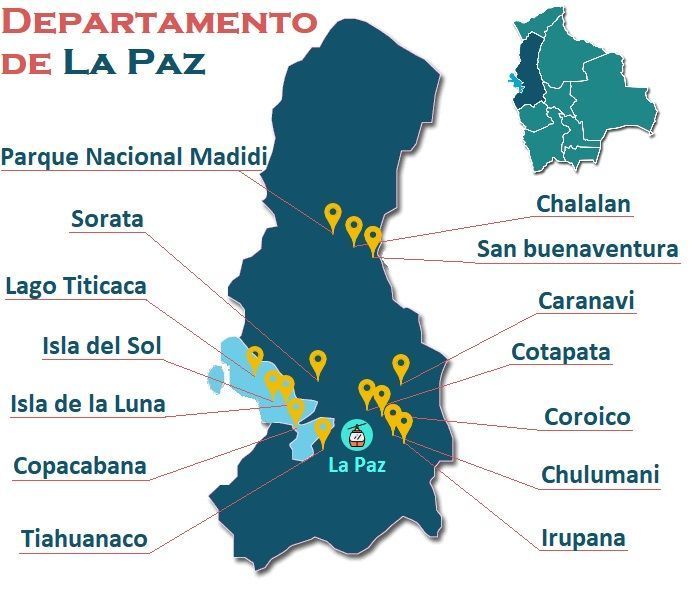 Departamento
de La Paz
Parque Nacional Madidi
Sorata
Lago Titicaca
Isla del Sol
Isla de la Luna
Copacabana
Tiahuanaco
Chalalan
San buenaventura
Caranavi
Cotapata
Coroico
Chulumani
Irupana
La Paz